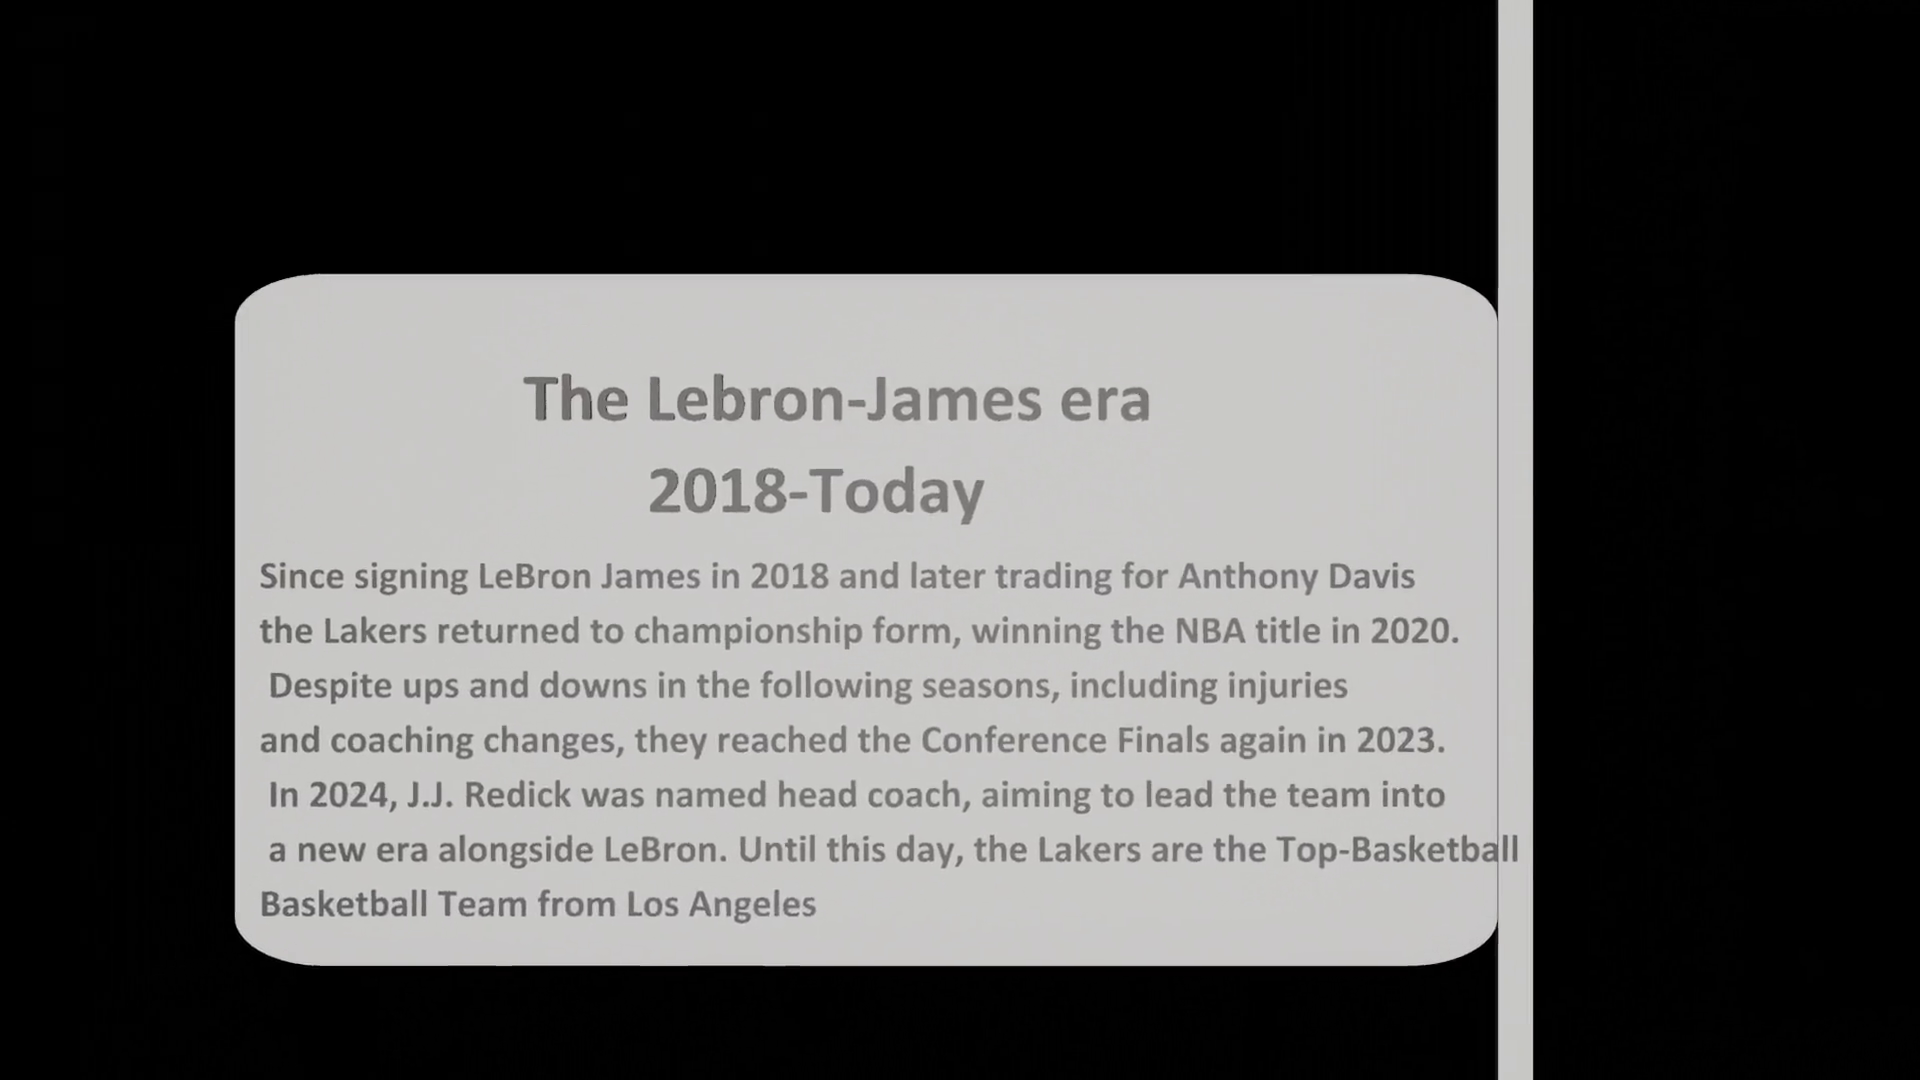 The Lebron-James era
2018-Today
Since signing LeBron James in 2018 and later trading for Anthony Davis
the Lakers returned to championship form, winning the NBA title in 2020.
Despite ups and downs in the following seasons, including injuries
and coaching changes, they reached the Conference Finals again in 2023.
In 2024, J.J. Redick was named head coach, aiming to lead the team into
a new era alongside LeBron. Until this day, the Lakers are the Top-Basketball
Basketball Team from Los Angeles